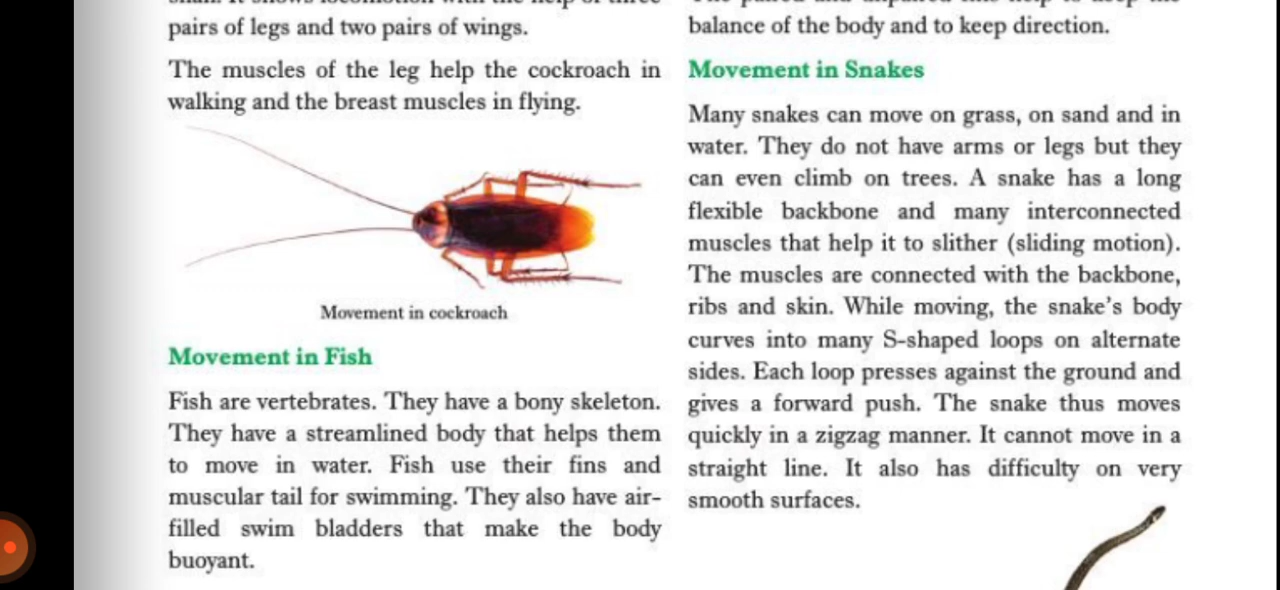 pairs of legs and two pairs of wings.
The muscles of the leg help the cockroach in
walking and the breast muscles in flying.
Movement in cockroach
Movement in Fish
Fish are vertebrates. They have a bony skeleton.
They have a streamlined body that helps them
to move in water. Fish use their fins and
muscular tail for swimming. They also have air-
filled swim bladders that make the body
buoyant.
balance of the body and to keep direction.
Movement in Snakes
Many snakes can move on grass, on sand and in
water. They do not have arms or legs but they
can even climb on trees. A snake has a long
flexible backbone and many interconnected
muscles that help it to slither (sliding motion).
The muscles are connected with the backbone,
ribs and skin. While moving, the snake's body
curves into many S-shaped loops on alternate
sides. Each loop presses against the ground and
gives a forward push. The snake thus moves
quickly in a zigzag manner. It cannot move in a
straight line. It also has difficulty on very
smooth surfaces.